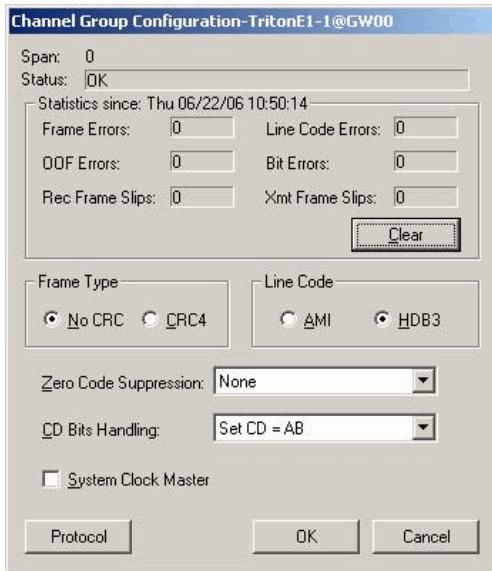 Channel Group Configuration-TritonE1-1@GW00
Span: 0
Status: OK
Statistics since: Thu 06/22/06 10:50:14
Frame Errors: 0 Line Code Errors: 0
OOF Errors: 0 Bit Errors: 0
Rec Frame Slips: 0 Xmt Frame Slips: 0
Clear
Frame Type Line Code
No CRC CRC4 AMI HDB3
Zero Code Suppression: None
CD Bits Handling: Set CD = AB
System Clock Master
Protocol OK Cancel